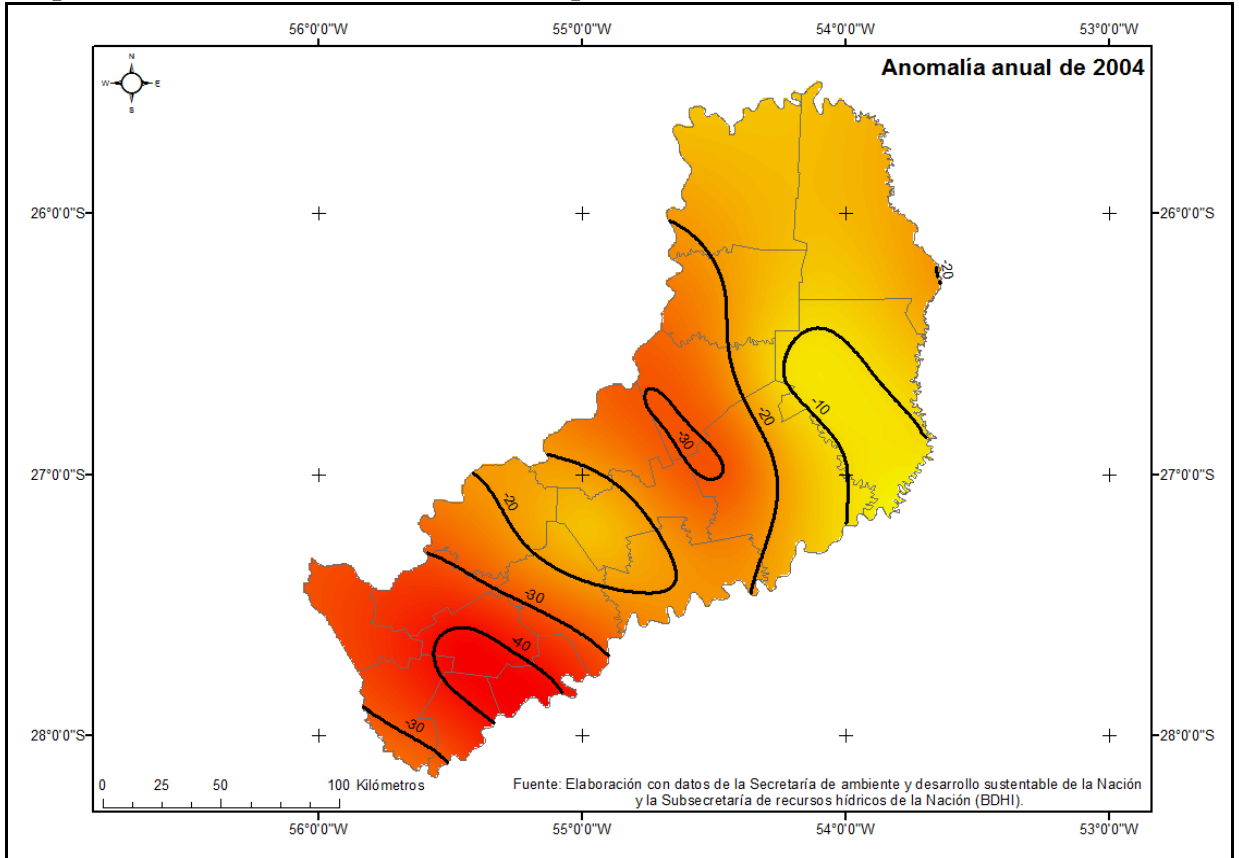 56°0'0"W 55°0'0"W 54°0'0"W 53°0'0"W
Anomalía anual de 2004
N
W E
S
26°0'0"S 26°0'0"S
-20
-10
-20
-30
27°0'0"S 27°0'0"S
-20
-30
-40
-30
28°0'0"S 28°0'0"S
0 25 50 100 Kilómetros
Fuente: Elaboración con datos de la Secretaría de ambiente y desarrollo sustentable de la Nación
y la Subsecretaría de recursos hídricos de la Nación (BDHI).
56°0'0"W 55°0'0"W 54°0'0"W 53°0'0"W